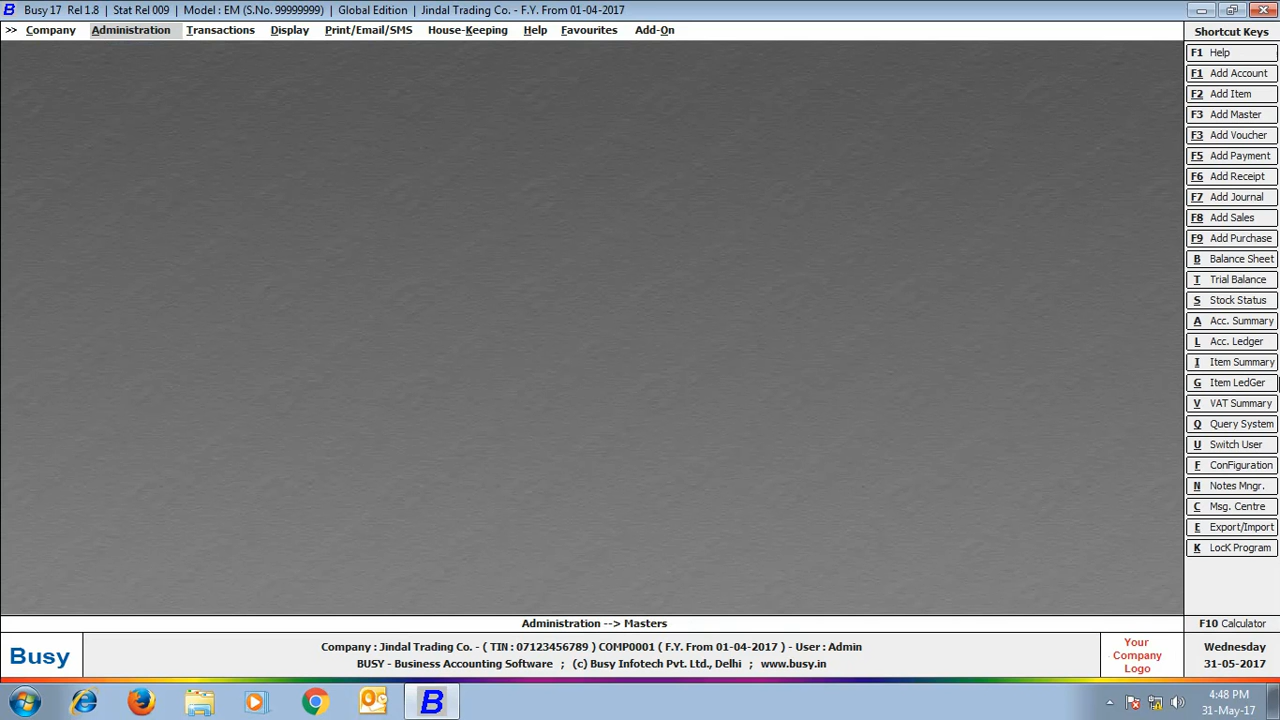 Busy 17 Rel 1.8 | Stat Rel 009 | Model : EM (S.No. 99999999) | Global Edition | Jindal Trading Co. - F.Y. From 01-04-2017
>> Company Administration Transactions Display Print/Email/SMS House-Keeping Help Favourites Add-On
Shortcut Keys
F1 Help
F1 Add Account
F2 Add Item
F3 Add Master
F3 Add Voucher
F5 Add Payment
F6 Add Receipt
F7 Add Journal
F8 Add Sales
F9 Add Purchase
B Balance Sheet
T Trial Balance
S Stock Status
A Acc. Summary
L Acc. Ledger
I Item Summary
G Item LedGer
V VAT Summary
Q Query System
U Switch User
F ConFiguration
N Notes Mngr.
C Msg. Centre
E Export/Import
K LocK Program
Administration --> Masters
F10 Calculator
Busy
Company : Jindal Trading Co. - ( TIN : 07123456789 ) COMP0001 ( F.Y. From 01-04-2017 ) - User : Admin
BUSY - Business Accounting Software ; (c) Busy Infotech Pvt. Ltd., Delhi ; www.busy.in
Your
Company
Logo
Wednesday
31-05-2017
4:48 PM
31-May-17